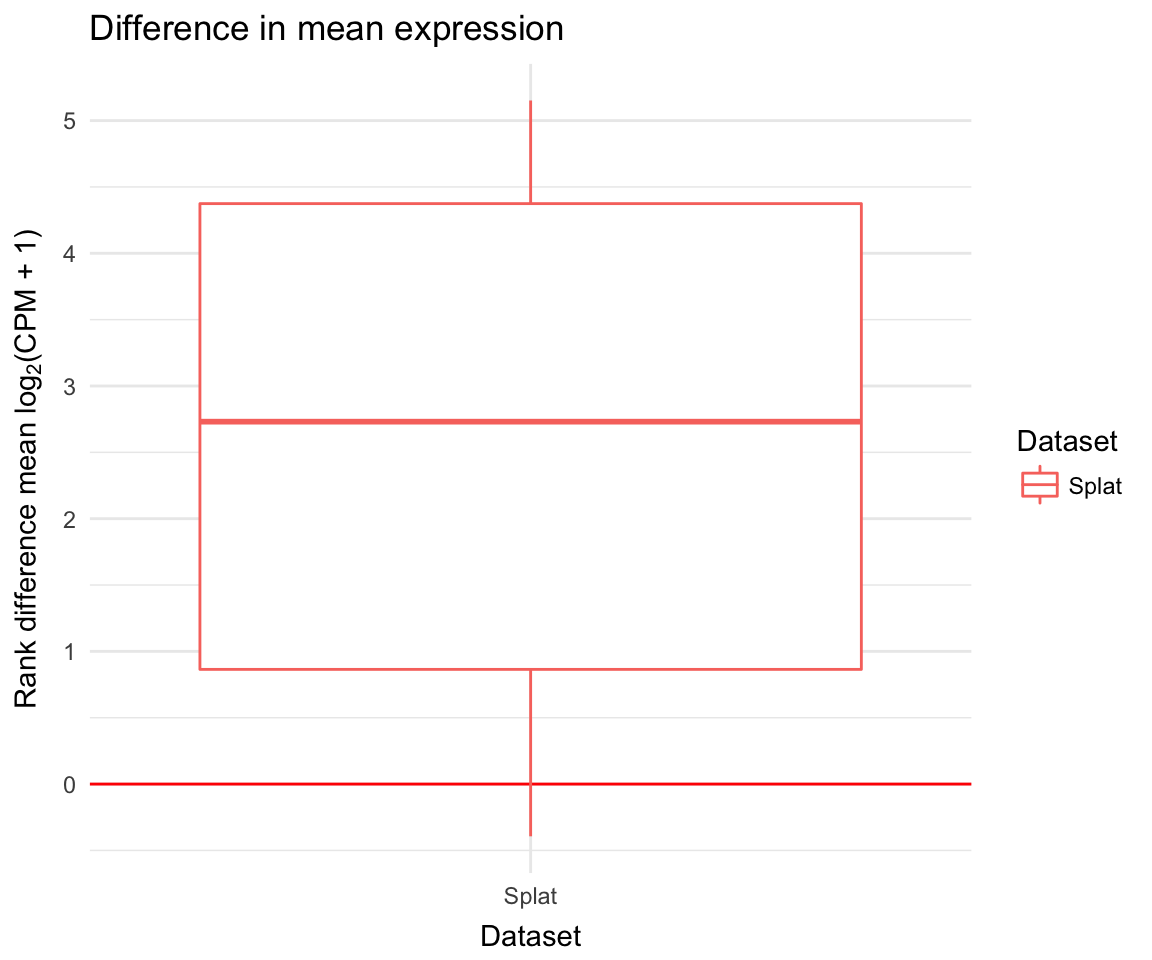 Difference in mean expression
Rank difference mean log₂(CPM + 1)
5
4
3
2
1
0
Splat
Dataset
Dataset
Splat